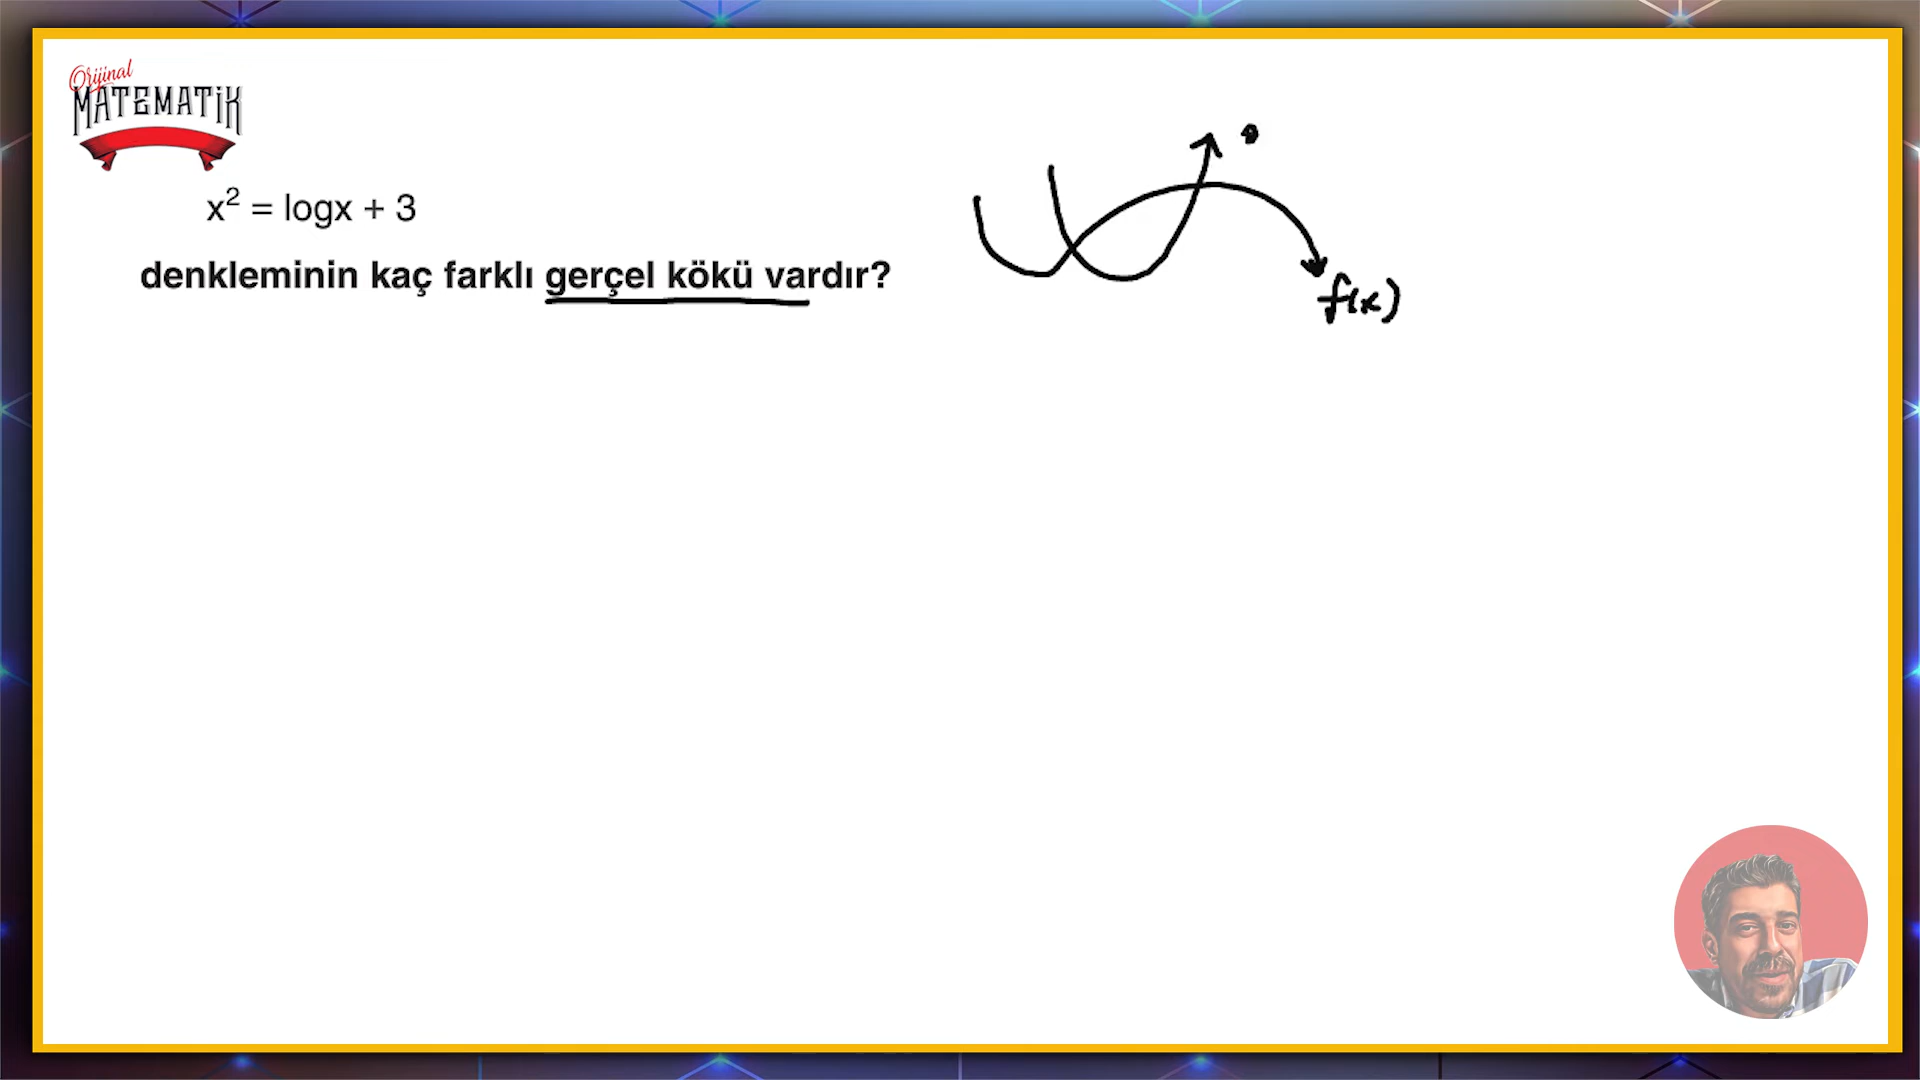 Orijinal
MATEMATİK
x² = logx + 3
denkleminin kaç farklı gerçel kökü vardır?
f(x)